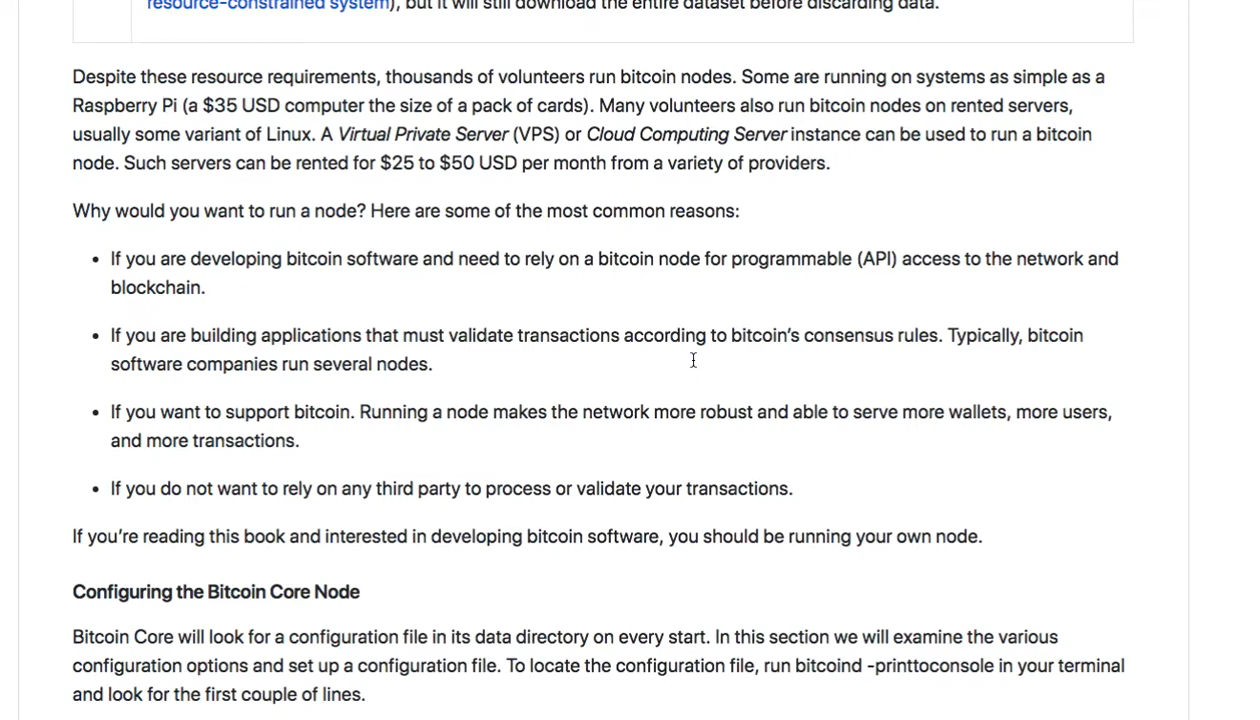 resource-constrained system), but it will still download the entire dataset before discarding data.
Despite these resource requirements, thousands of volunteers run bitcoin nodes. Some are running on systems as simple as a
Raspberry Pi (a $35 USD computer the size of a pack of cards). Many volunteers also run bitcoin nodes on rented servers,
usually some variant of Linux. A Virtual Private Server (VPS) or Cloud Computing Server instance can be used to run a bitcoin
node. Such servers can be rented for $25 to $50 USD per month from a variety of providers.
Why would you want to run a node? Here are some of the most common reasons:
• If you are developing bitcoin software and need to rely on a bitcoin node for programmable (API) access to the network and
blockchain.
• If you are building applications that must validate transactions according to bitcoin’s consensus rules. Typically, bitcoin
software companies run several nodes.
• If you want to support bitcoin. Running a node makes the network more robust and able to serve more wallets, more users,
and more transactions.
• If you do not want to rely on any third party to process or validate your transactions.
If you’re reading this book and interested in developing bitcoin software, you should be running your own node.
Configuring the Bitcoin Core Node
Bitcoin Core will look for a configuration file in its data directory on every start. In this section we will examine the various
configuration options and set up a configuration file. To locate the configuration file, run bitcoind -printtoconsole in your terminal
and look for the first couple of lines.